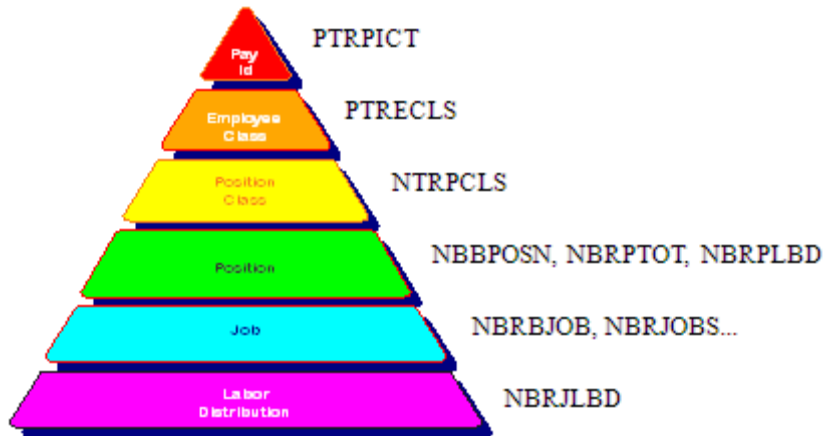 Pay
Id
PTRPICT
Employee
Class
PTRECLS
Position
Class
NTRPCLS
Position
NBBPOSN, NBRPTOT, NBRPLBD
Job
NBRBJOB, NBRJOBS...
Labor
Distribution
NBRJLBD